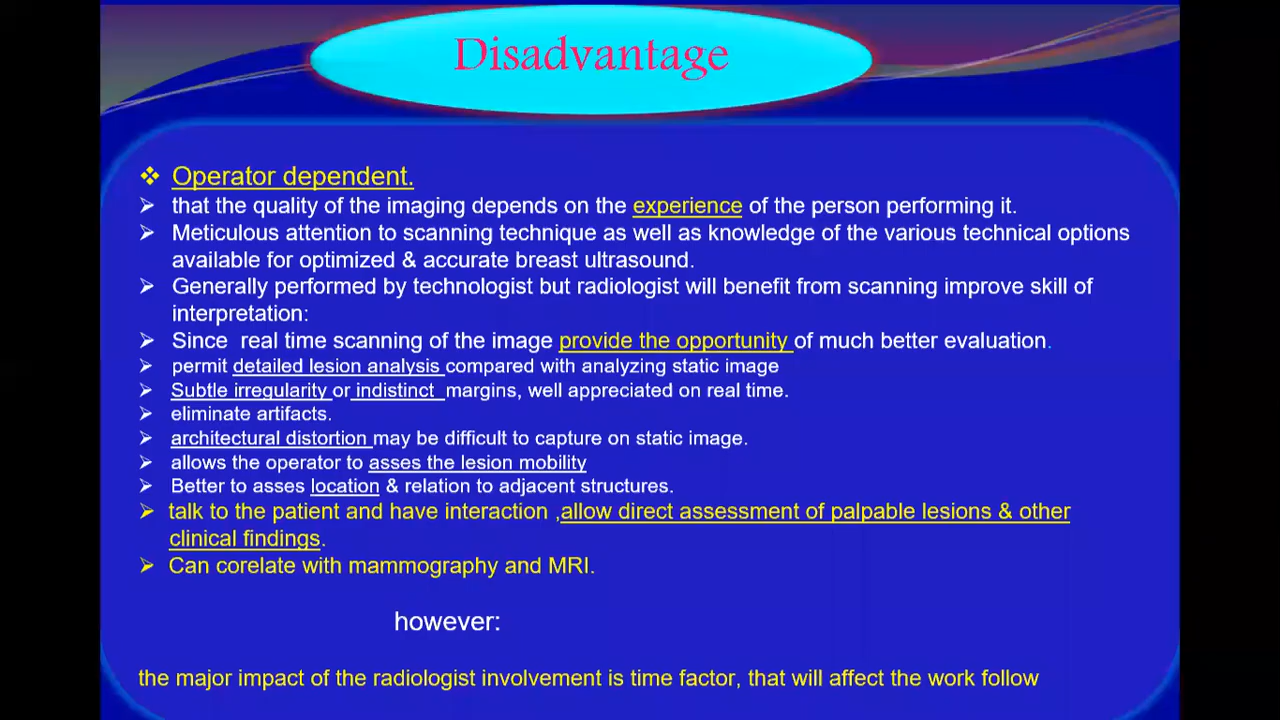 Disadvantage
❖ Operator dependent.
➢ that the quality of the imaging depends on the experience of the person performing it.
➢ Meticulous attention to scanning technique as well as knowledge of the various technical options
available for optimized & accurate breast ultrasound.
➢ Generally performed by technologist but radiologist will benefit from scanning improve skill of
interpretation:
➢ Since real time scanning of the image provide the opportunity of much better evaluation.
➢ permit detailed lesion analysis compared with analyzing static image
➢ Subtle irregularity or indistinct margins, well appreciated on real time.
➢ eliminate artifacts.
➢ architectural distortion may be difficult to capture on static image.
➢ allows the operator to asses the lesion mobility
➢ Better to asses location & relation to adjacent structures.
➢ talk to the patient and have interaction ,allow direct assessment of palpable lesions & other
clinical findings.
➢ Can corelate with mammography and MRI.
however:
the major impact of the radiologist involvement is time factor, that will affect the work follow